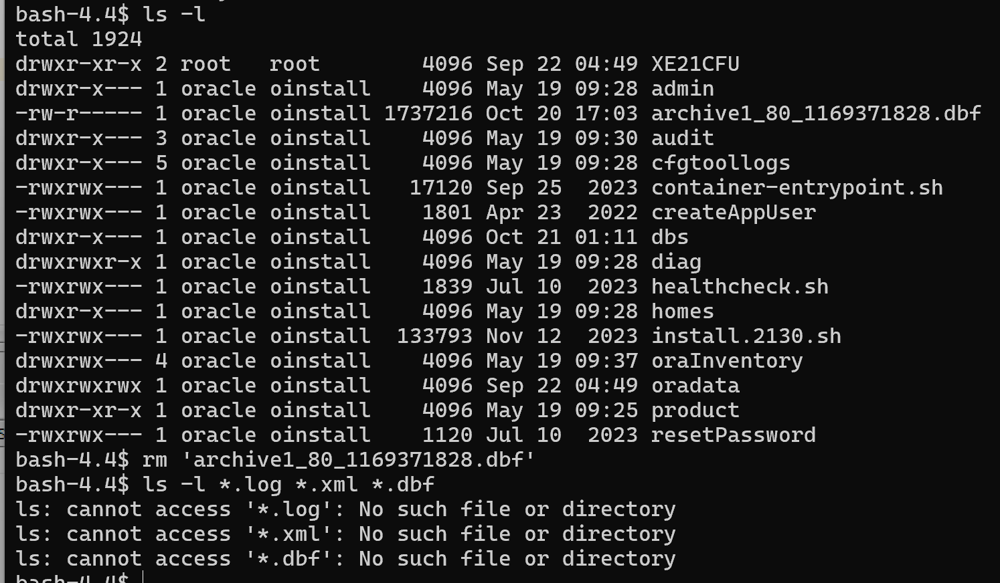 bash-4.4$ ls -l
total 1924
drwxr-xr-x 2 root   root        4096 Sep 22 04:49 XE21CFU
drwxr-x--- 1 oracle oinstall    4096 May 19 09:28 admin
-rw-r----- 1 oracle oinstall 1737216 Oct 20 17:03 archive1_80_1169371828.dbf
drwxr-x--- 3 oracle oinstall    4096 May 19 09:30 audit
drwxr-x--- 5 oracle oinstall    4096 May 19 09:28 cfgtoollogs
-rwxrwx--- 1 oracle oinstall   17120 Sep 25  2023 container-entrypoint.sh
-rwxrwx--- 1 oracle oinstall    1801 Apr 23  2022 createAppUser
drwxr-x--- 1 oracle oinstall    4096 Oct 21 01:11 dbs
drwxrwxr-x 1 oracle oinstall    4096 May 19 09:28 diag
-rwxrwx--- 1 oracle oinstall    1839 Jul 10  2023 healthcheck.sh
drwxr-x--- 1 oracle oinstall    4096 May 19 09:28 homes
-rwxrwx--- 1 oracle oinstall  133793 Nov 12  2023 install.2130.sh
drwxrwx--- 4 oracle oinstall    4096 May 19 09:37 oraInventory
drwxrwxrwx 1 oracle oinstall    4096 Sep 22 04:49 oradata
drwxr-xr-x 1 oracle oinstall    4096 May 19 09:25 product
-rwxrwx--- 1 oracle oinstall    1120 Jul 10  2023 resetPassword
bash-4.4$ rm 'archive1_80_1169371828.dbf'
bash-4.4$ ls -l *.log *.xml *.dbf
ls: cannot access '*.log': No such file or directory
ls: cannot access '*.xml': No such file or directory
ls: cannot access '*.dbf': No such file or directory
bash-4.4$